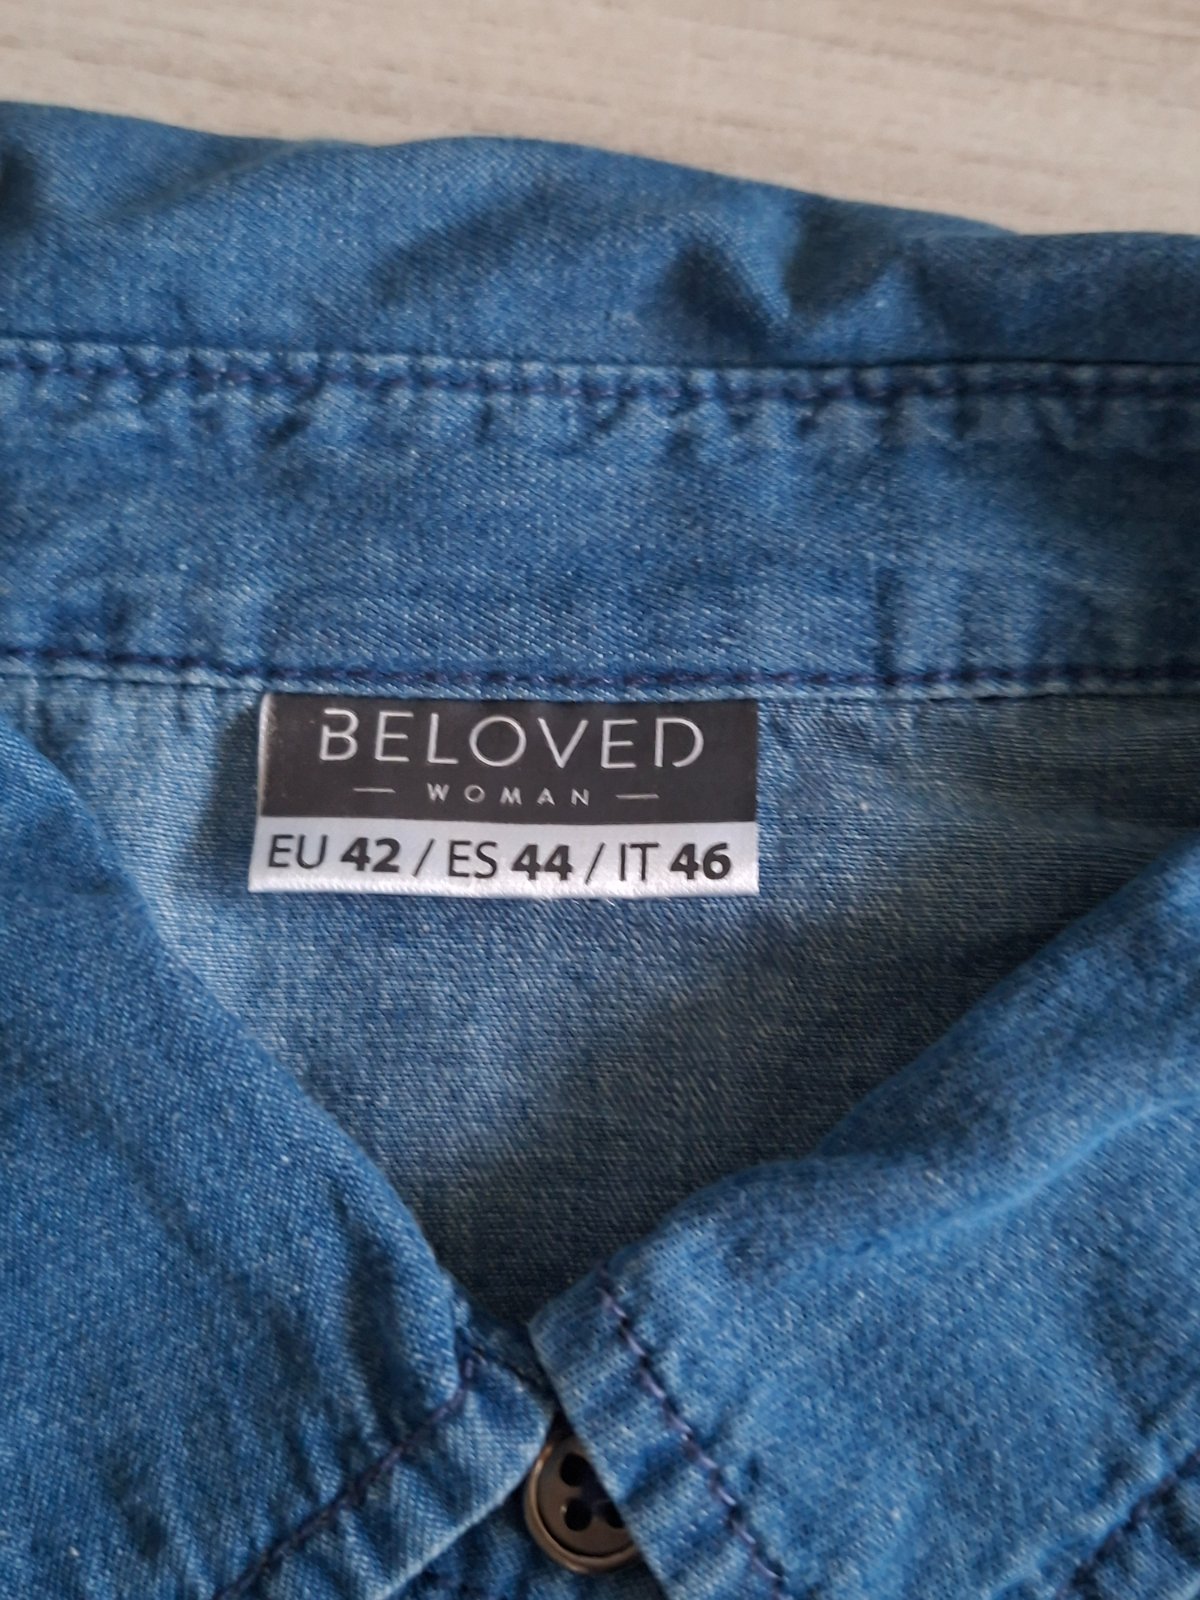 BELOVED
— WOMAN —
EU 42 / ES 44 / IT 46